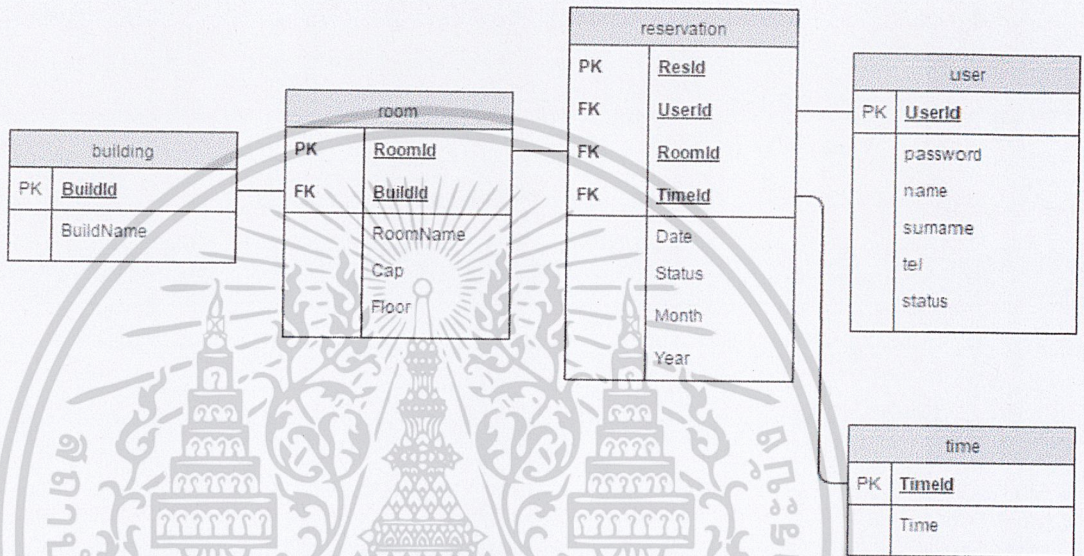 building
PK BuildId
BuildName
room
PK RoomId
FK BuildId
RoomName
Cap
Floor
reservation
PK ResId
FK UserId
FK RoomId
FK TimeId
Date
Status
Month
Year
user
PK UserId
password
name
surname
tel
status
time
PK TimeId
Time